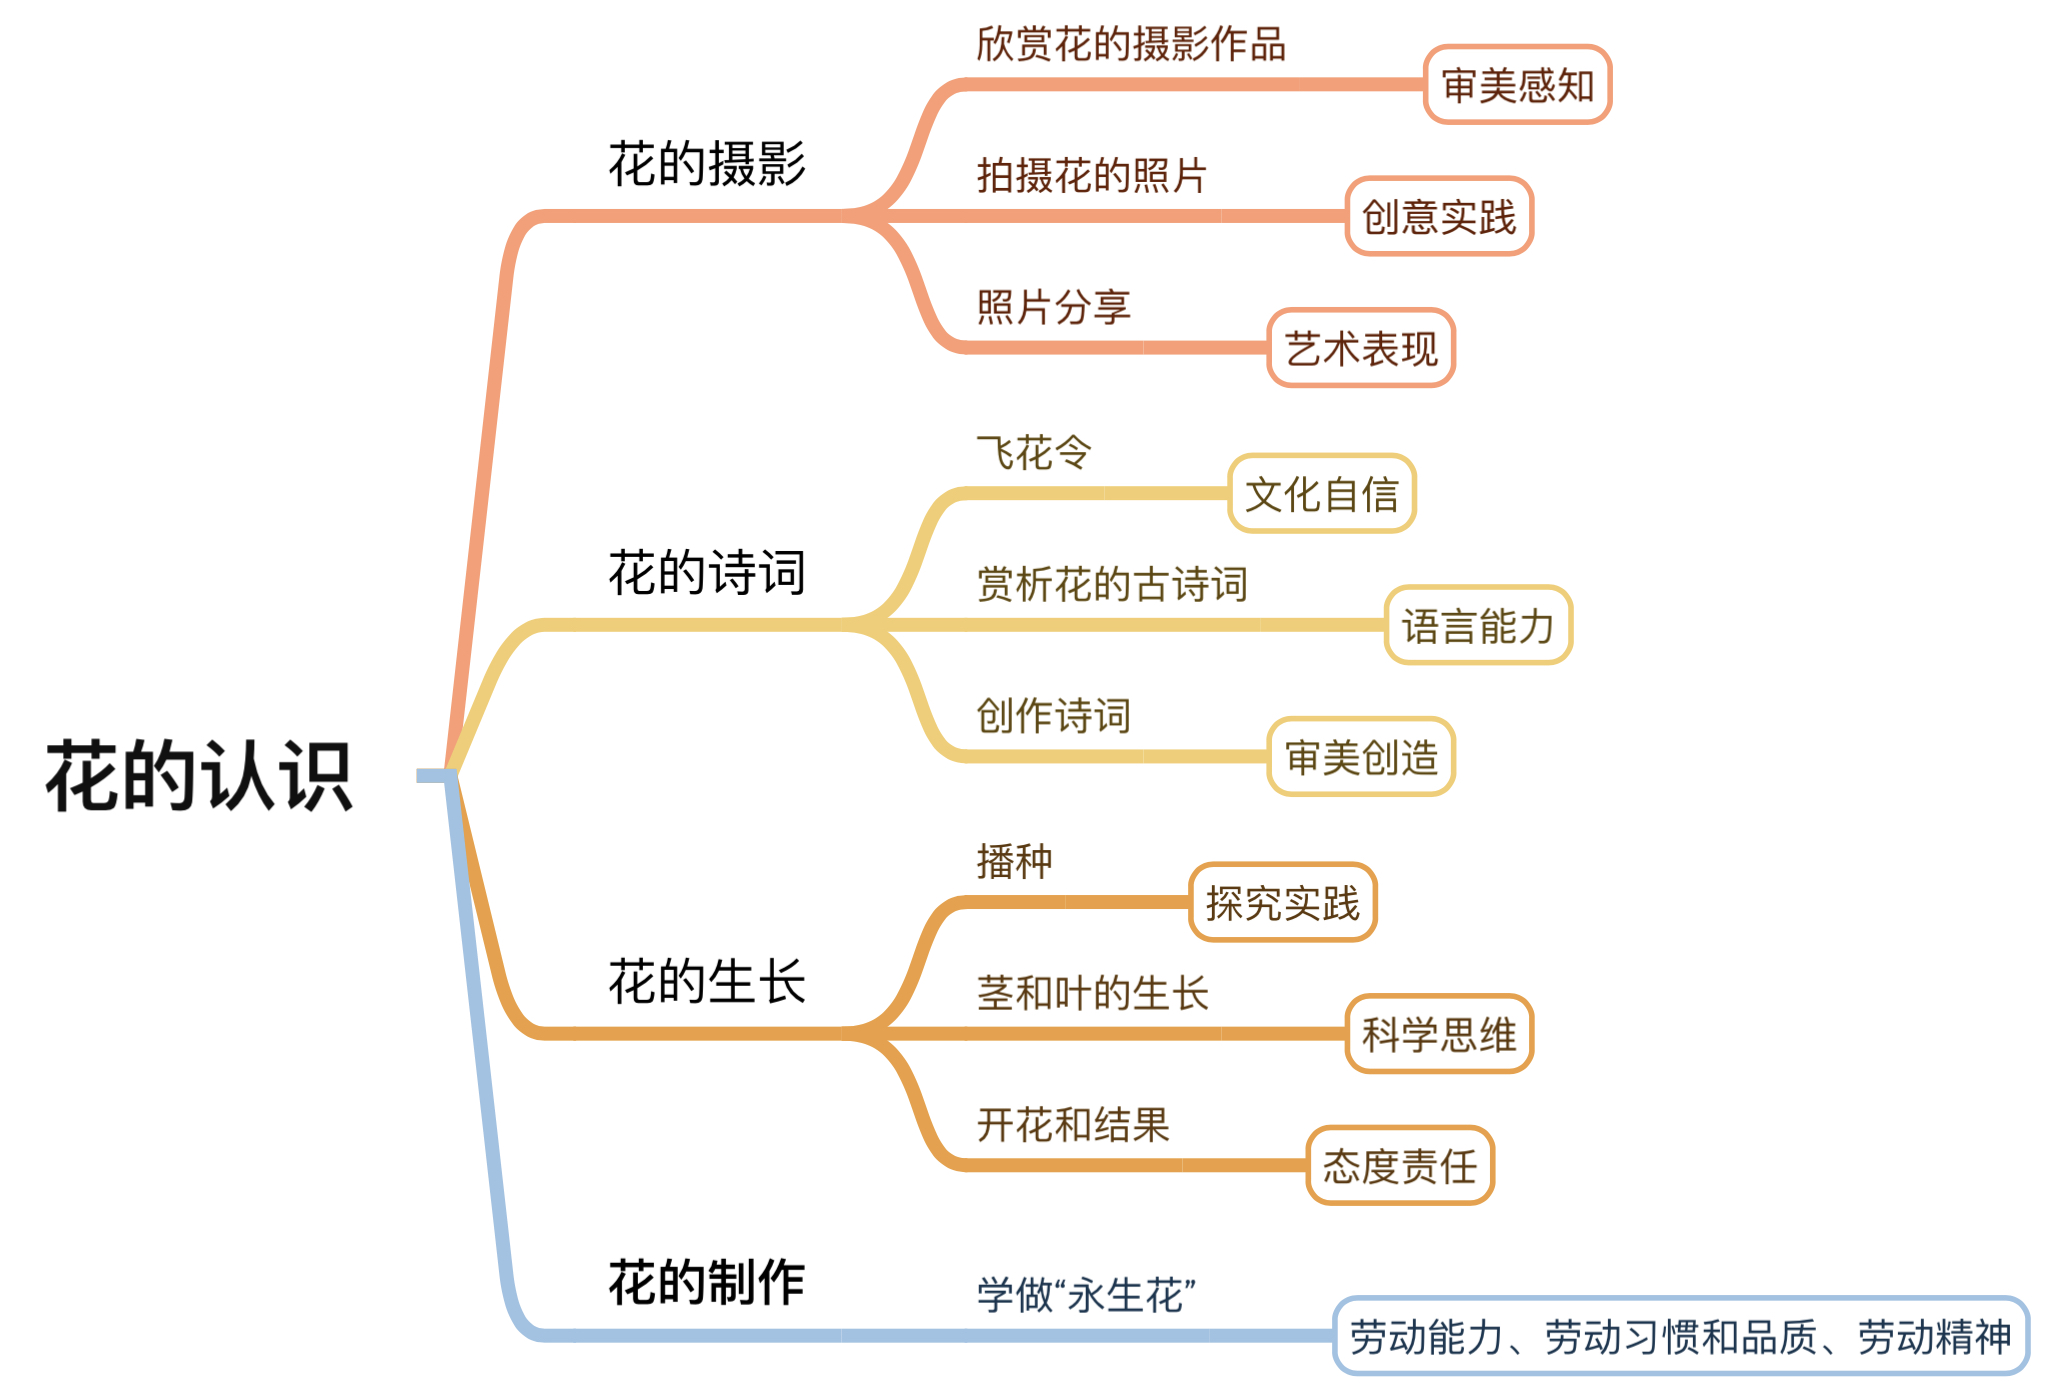 花的认识
花的摄影
欣赏花的摄影作品
审美感知
拍摄花的照片
创意实践
照片分享
艺术表现
花的诗词
飞花令
文化自信
赏析花的古诗词
语言能力
创作诗词
审美创造
花的生长
播种
探究实践
茎和叶的生长
科学思维
开花和结果
态度责任
花的制作
学做“永生花”
劳动能力、劳动习惯和品质、劳动精神